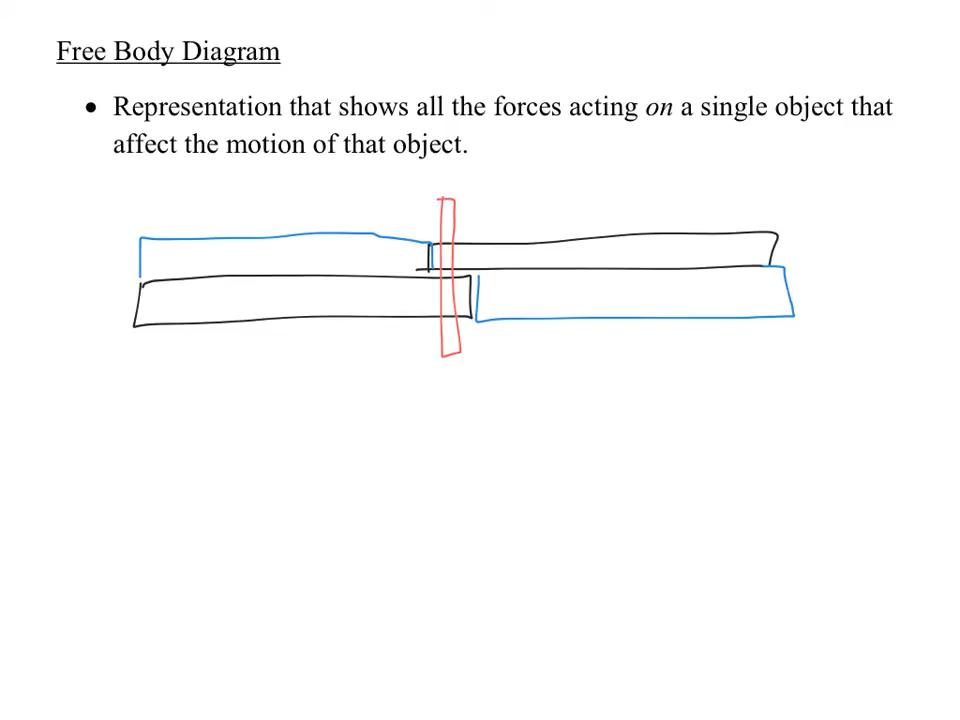 Free Body Diagram
• Representation that shows all the forces acting on a single object that
affect the motion of that object.